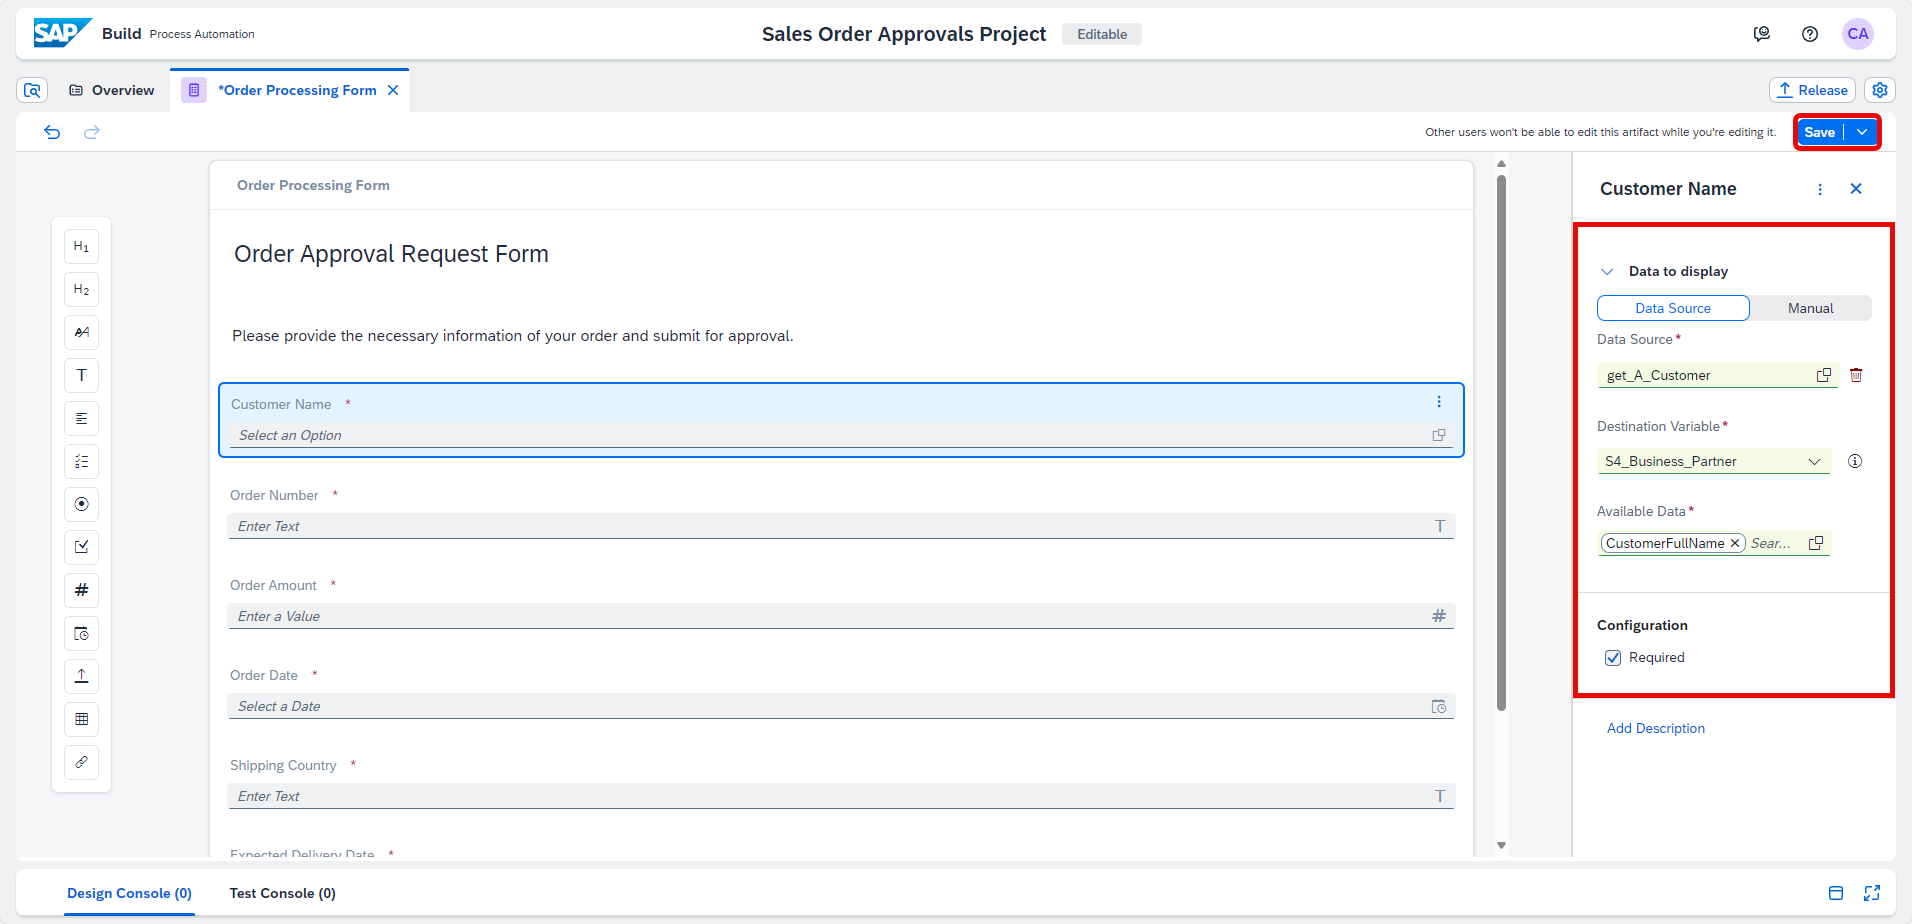 SAP Build Process Automation
Sales Order Approvals Project Editable
CA
Overview
*Order Processing Form
Release
Other users won't be able to edit this artifact while you're editing it.
Save
Order Processing Form
Order Approval Request Form
Please provide the necessary information of your order and submit for approval.
H1
H2
AA
T
#
Customer Name *
Select an Option
Order Number *
Enter Text
T
Order Amount *
Enter a Value
#
Order Date *
Select a Date
Shipping Country *
Enter Text
T
Expected Delivery Date *
Customer Name
Data to display
Data Source Manual
Data Source*
get_A_Customer
Destination Variable*
S4_Business_Partner
Available Data*
CustomerFullName Sear...
Configuration
Required
Add Description
Design Console (0) Test Console (0)